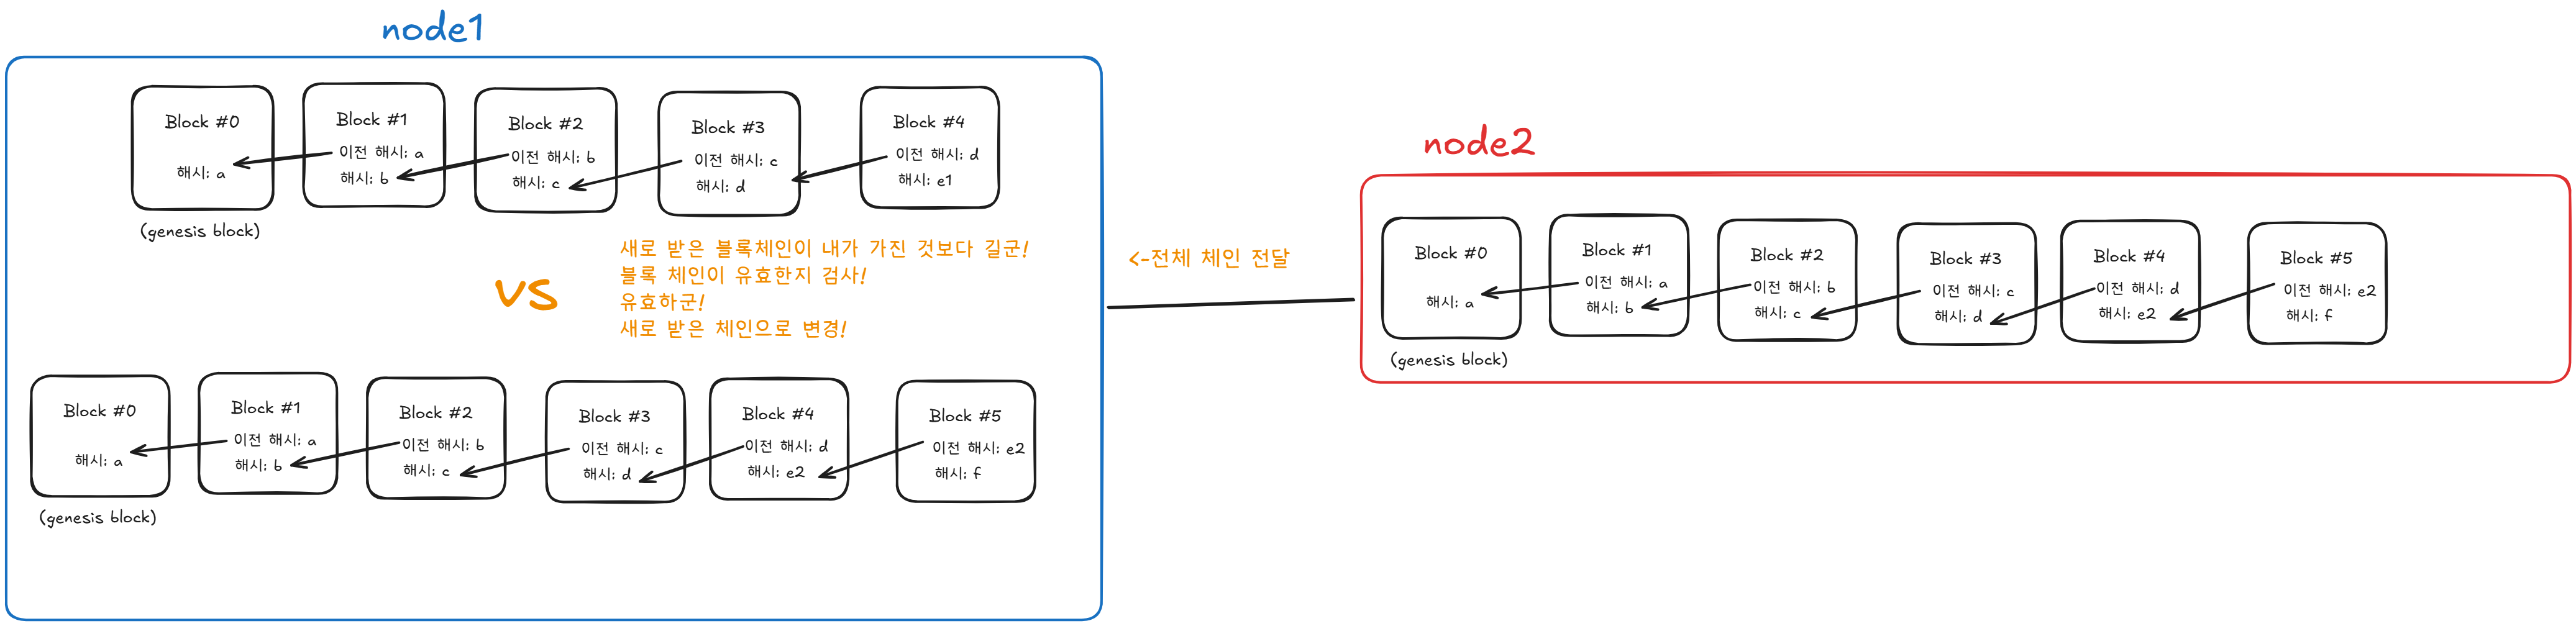 node1
Block #0
해시: a
(genesis block)
Block #1
이전 해시: a
해시: b
Block #2
이전 해시: b
해시: c
Block #3
이전 해시: c
해시: d
Block #4
이전 해시: d
해시: e1
vs
새로 받은 블록체인이 내가 가진 것보다 길군!
블록 체인이 유효한지 검사!
유효하군!
새로 받은 체인으로 변경!
Block #0
해시: a
(genesis block)
Block #1
이전 해시: a
해시: b
Block #2
이전 해시: b
해시: c
Block #3
이전 해시: c
해시: d
Block #4
이전 해시: d
해시: e2
Block #5
이전 해시: e2
해시: f
<-전체 체인 전달
node2
Block #0
해시: a
(genesis block)
Block #1
이전 해시: a
해시: b
Block #2
이전 해시: b
해시: c
Block #3
이전 해시: c
해시: d
Block #4
이전 해시: d
해시: e2
Block #5
이전 해시: e2
해시: f